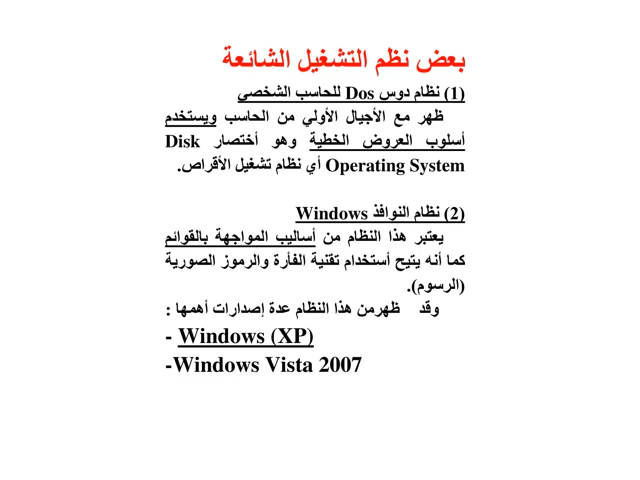 بعض نظم التشغيل الشائعة
(1) نظام دوس Dos للحاسب الشخصي
ظهر مع الأجيال الأولي من الحاسب ويستخدم
أسلوب العروض الخطية وهو أختصار Disk
Operating System أي نظام تشغيل الأقراص.
(2) نظام النوافذ Windows
يعتبر هذا النظام من أساليب المواجهة بالقوائم
كما أنه يتيح أستخدام تقنية الفأرة والرموز الصورية
(الرسوم).
وقد ظهرمن هذا النظام عدة إصدارات أهمها :
- Windows (XP)
-Windows Vista 2007